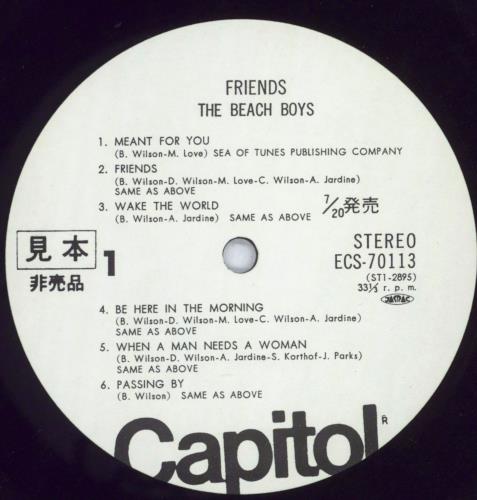 FRIENDS
THE BEACH BOYS
1. MEANT FOR YOU
(B. Wilson-M. Love) SEA OF TUNES PUBLISHING COMPANY
2. FRIENDS
(B. Wilson-D. Wilson-M. Love-C. Wilson-A. Jardine)
SAME AS ABOVE
3. WAKE THE WORLD
(B. Wilson-A. Jardine) SAME AS ABOVE
7/20発売
見本
非売品
1
STEREO
ECS-70113
(ST1-2895)
33⅓ r. p. m.
JASRAC
4. BE HERE IN THE MORNING
(B. Wilson-D. Wilson-M. Love-C. Wilson-A. Jardine)
SAME AS ABOVE
5. WHEN A MAN NEEDS A WOMAN
(B. Wilson-D. Wilson-A. Jardine-S. Korthof-J. Parks)
SAME AS ABOVE
6. PASSING BY
(B. Wilson) SAME AS ABOVE
Capitol®